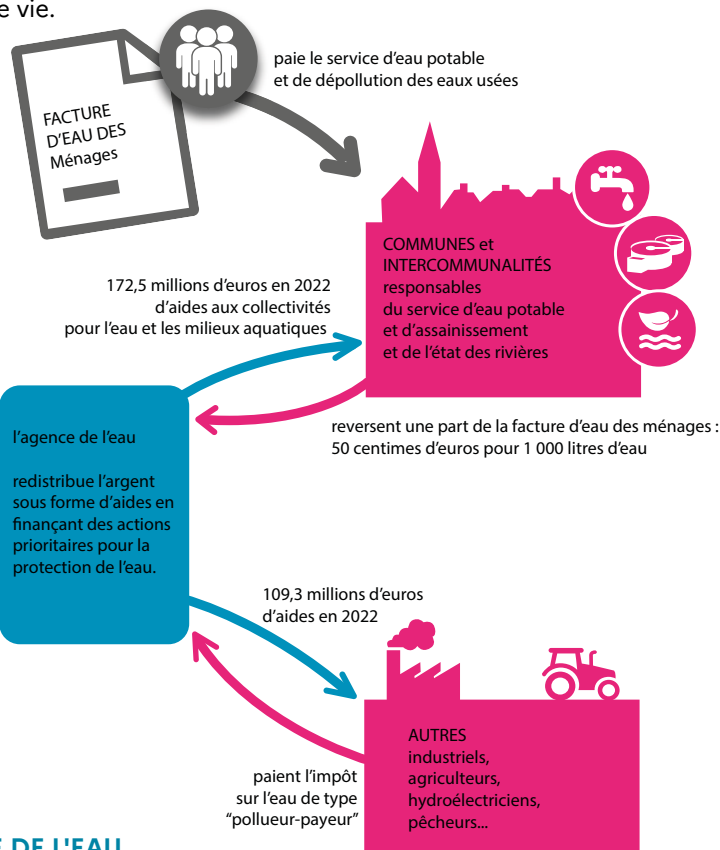 e vie.
paie le service d'eau potable
et de dépollution des eaux usées
FACTURE
D'EAU DES
Ménages
COMMUNES et
INTERCOMMUNALITÉS
responsables
du service d'eau potable
et d'assainissement
et de l'état des rivières
172,5 millions d'euros en 2022
d'aides aux collectivités
pour l'eau et les milieux aquatiques
reversent une part de la facture d'eau des ménages :
50 centimes d'euros pour 1 000 litres d'eau
l'agence de l'eau
redistribue l'argent
sous forme d'aides en
finançant des actions
prioritaires pour la
protection de l'eau.
109,3 millions d'euros
d'aides en 2022
AUTRES
industriels,
agriculteurs,
hydroélectriciens,
pêcheurs...
paient l'impôt
sur l'eau de type
"pollueur-payeur"
E DE L'EAU